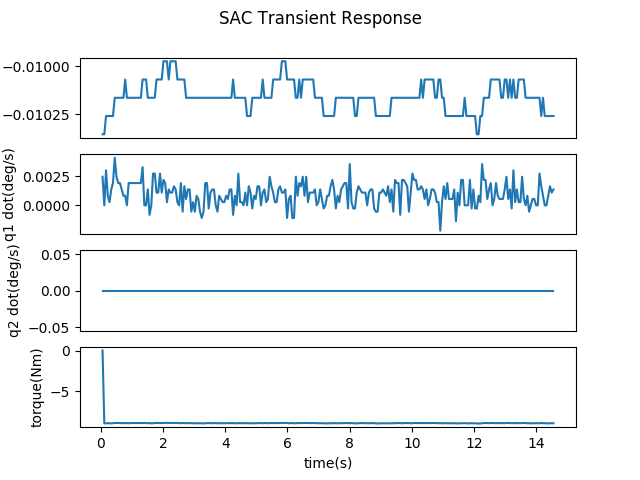 SAC Transient Response
−0.01000
−0.01025
q1 dot(deg/s)
0.0025
0.0000
q2 dot(deg/s)
0.05
0.00
−0.05
torque(Nm)
0
−5
0 2 4 6 8 10 12 14
time(s)